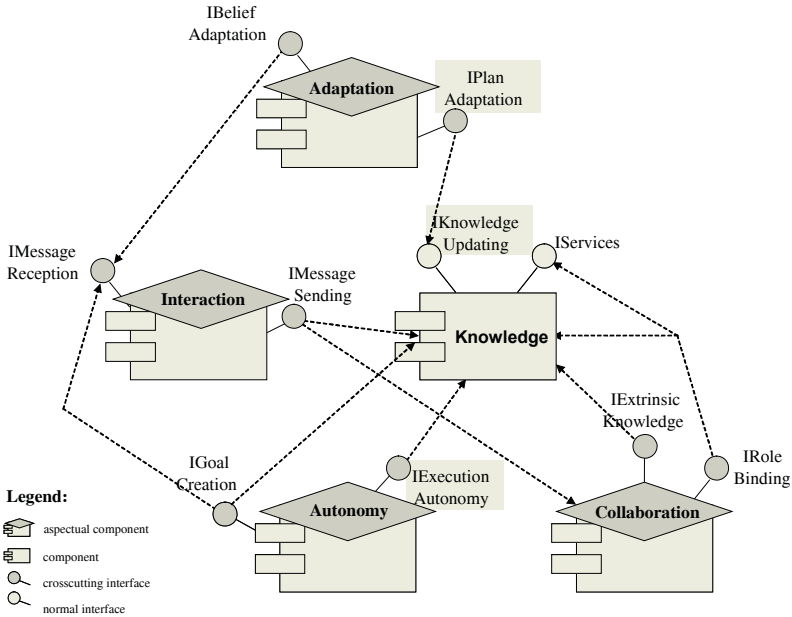 IBelief
Adaptation
Adaptation
IPlan
Adaptation
IKnowledge
Updating
IServices
IMessage
Reception
Interaction
IMessage
Sending
Knowledge
IExtrinsic
Knowledge
IGoal
Creation
IExecution
Autonomy
IRole
Binding
Autonomy
Collaboration
Legend:
aspectual component
component
crosscutting interface
normal interface